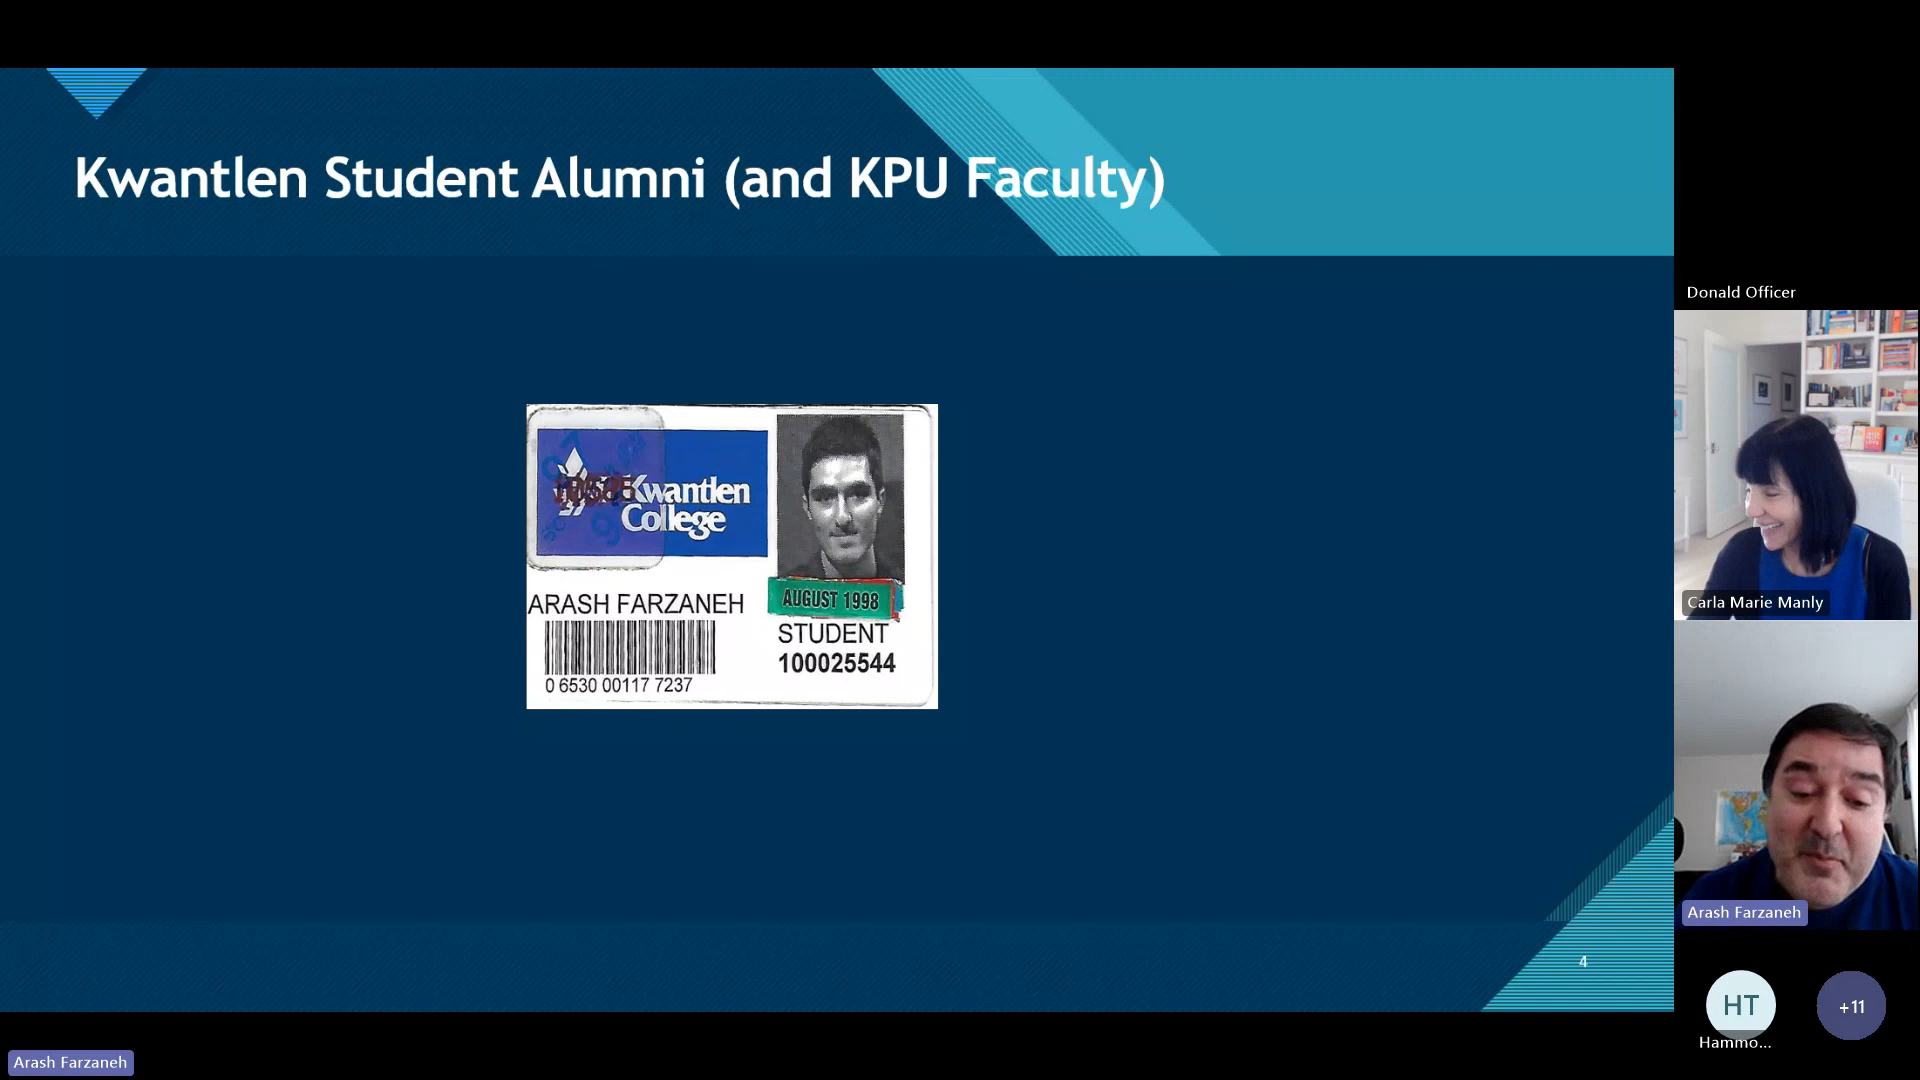 Kwantlen Student Alumni (and KPU Faculty)
Kwantlen
College
AUGUST 1998
ARASH FARZANEH
STUDENT
100025544
0 6530 00117 7237
4
Donald Officer
Carla Marie Manly
Arash Farzaneh
HT
+11
Hammo...
Arash Farzaneh